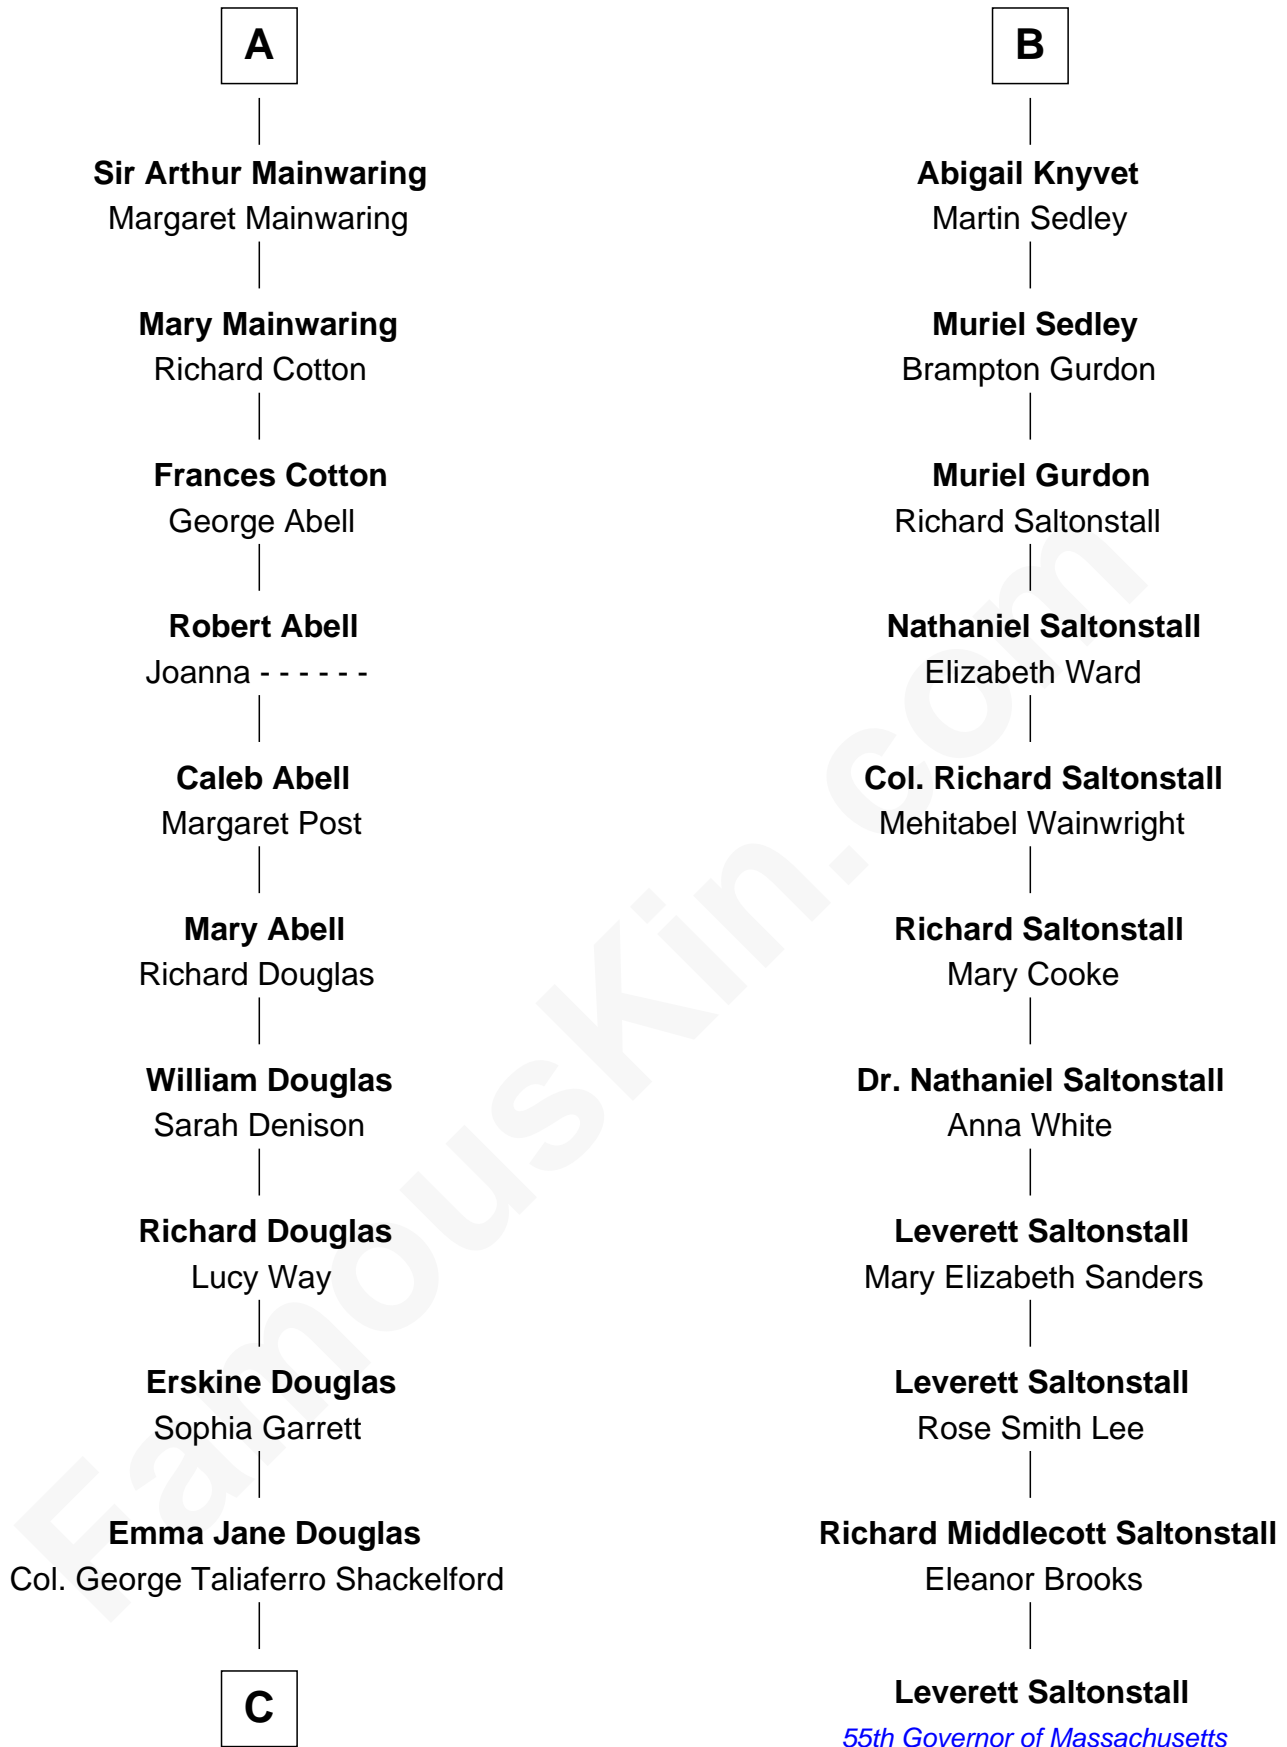 A
Sir Arthur Mainwaring
Margaret Mainwaring
Mary Mainwaring
Richard Cotton
Frances Cotton
George Abell
Robert Abell
Joanna - - - - - -
Caleb Abell
Margaret Post
Mary Abell
Richard Douglas
William Douglas
Sarah Denison
Richard Douglas
Lucy Way
Erskine Douglas
Sophia Garrett
Emma Jane Douglas
Col. George Taliaferro Shackelford
C
B
Abigail Knyvet
Martin Sedley
Muriel Sedley
Brampton Gurdon
Muriel Gurdon
Richard Saltonstall
Nathaniel Saltonstall
Elizabeth Ward
Col. Richard Saltonstall
Mehitabel Wainwright
Richard Saltonstall
Mary Cooke
Dr. Nathaniel Saltonstall
Anna White
Leverett Saltonstall
Mary Elizabeth Sanders
Leverett Saltonstall
Rose Smith Lee
Richard Middlecott Saltonstall
Eleanor Brooks
Leverett Saltonstall
55th Governor of Massachusetts
FamousKin.com